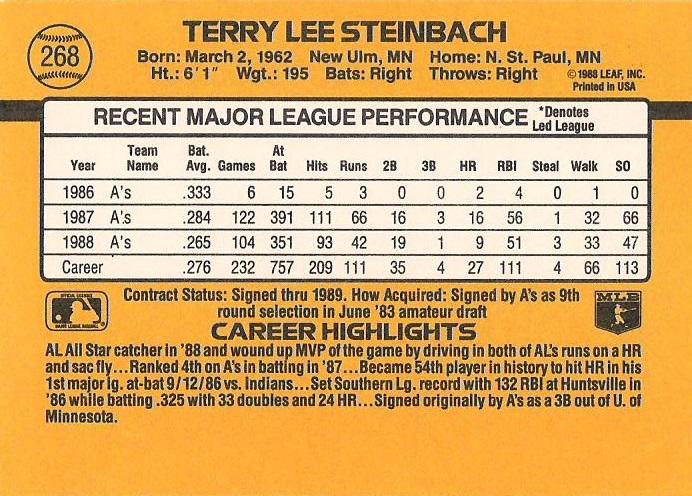 268
TERRY LEE STEINBACH
Born: March 2, 1962 New Ulm, MN Home: N. St. Paul, MN
Ht.: 6'1" Wgt.: 195 Bats: Right Throws: Right
©1988 LEAF, INC.
Printed in USA
RECENT MAJOR LEAGUE PERFORMANCE *Denotes
Led League
Year Team Name Bat. Avg. Games At Bat Hits Runs 2B 3B HR RBI Steal Walk SO
1986 A's .333 6 15 5 3 0 0 2 4 0 1 0
1987 A's .284 122 391 111 66 16 3 16 56 1 32 66
1988 A's .265 104 351 93 42 19 1 9 51 3 33 47
Career .276 232 757 209 111 35 4 27 111 4 66 113
OFFICIAL LICENSEE
MAJOR LEAGUE BASEBALL
Contract Status: Signed thru 1989. How Acquired: Signed by A's as 9th
round selection in June '83 amateur draft
MLB
CAREER HIGHLIGHTS
AL All Star catcher in '88 and wound up MVP of the game by driving in both of AL's runs on a HR
and sac fly...Ranked 4th on A's in batting in '87...Became 54th player in history to hit HR in his
1st major lg. at-bat 9/12/86 vs. Indians...Set Southern Lg. record with 132 RBI at Huntsville in
'86 while batting .325 with 33 doubles and 24 HR...Signed originally by A's as a 3B out of U. of
Minnesota.